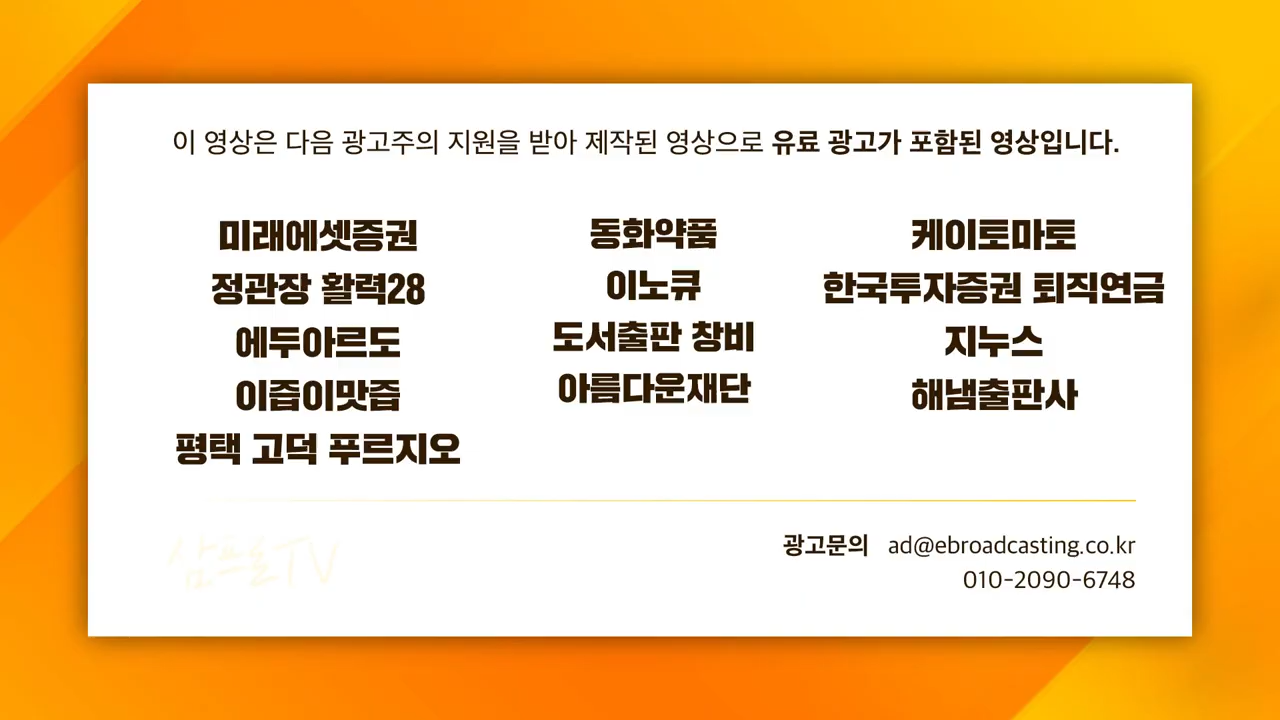 이 영상은 다음 광고주의 지원을 받아 제작된 영상으로 유료 광고가 포함된 영상입니다.
미래에셋증권
정관장 활력28
에두아르도
이즙이맛즙
평택 고덕 푸르지오
동화약품
이노큐
도서출판 창비
아름다운재단
케이토마토
한국투자증권 퇴직연금
지누스
해냄출판사
삼프로TV
광고문의 ad@ebroadcasting.co.kr
010-2090-6748